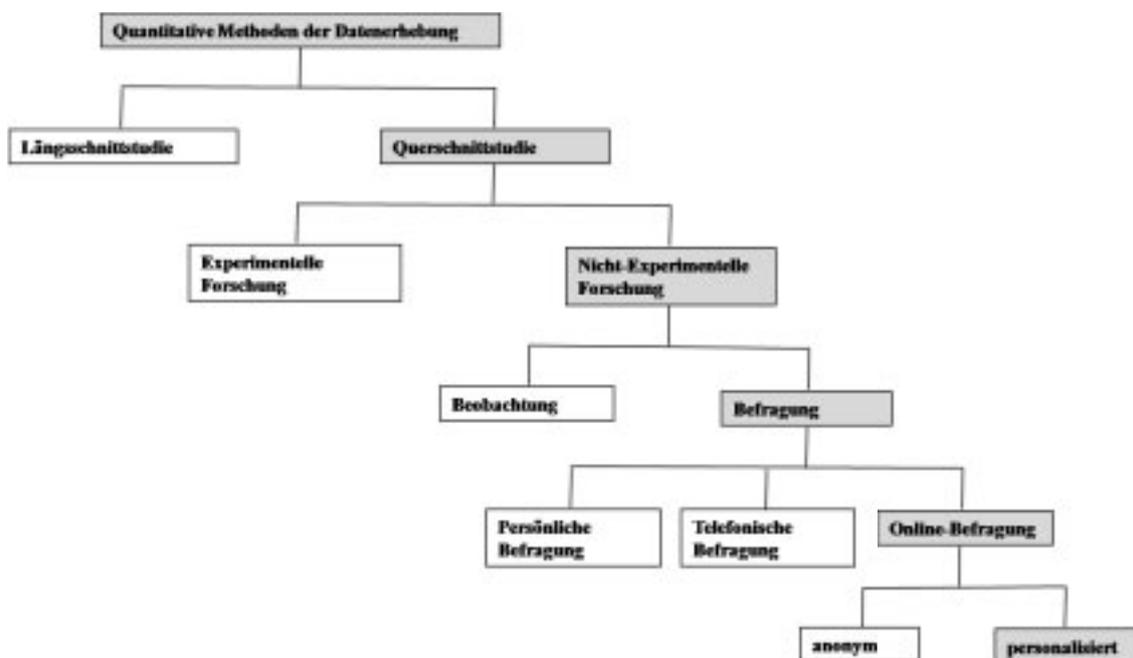 Quantitative Methoden der Datenerhebung
Längsschnittstudie
Querschnittstudie
Experimentelle
Forschung
Nicht-Experimentelle
Forschung
Beobachtung
Befragung
Persönliche
Befragung
Telefonische
Befragung
Online-Befragung
anonym
personalisiert